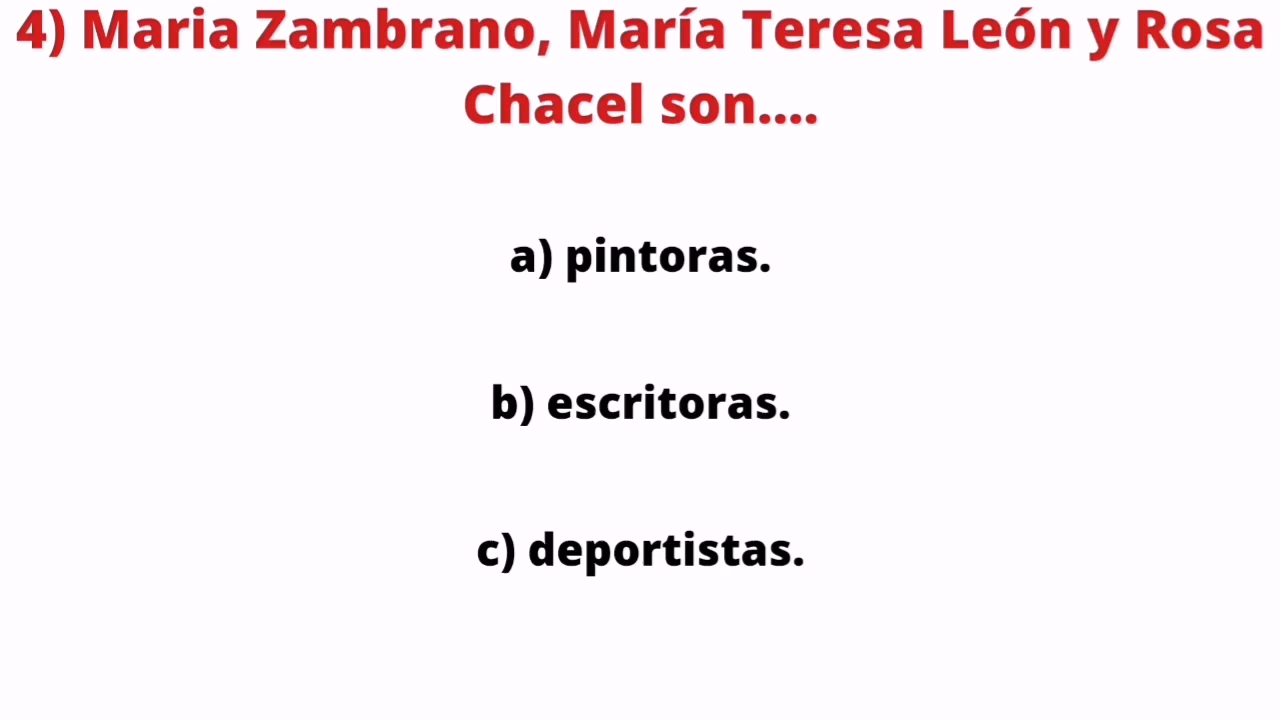 4) Maria Zambrano, María Teresa León y Rosa
Chacel son....
a) pintoras.
b) escritoras.
c) deportistas.